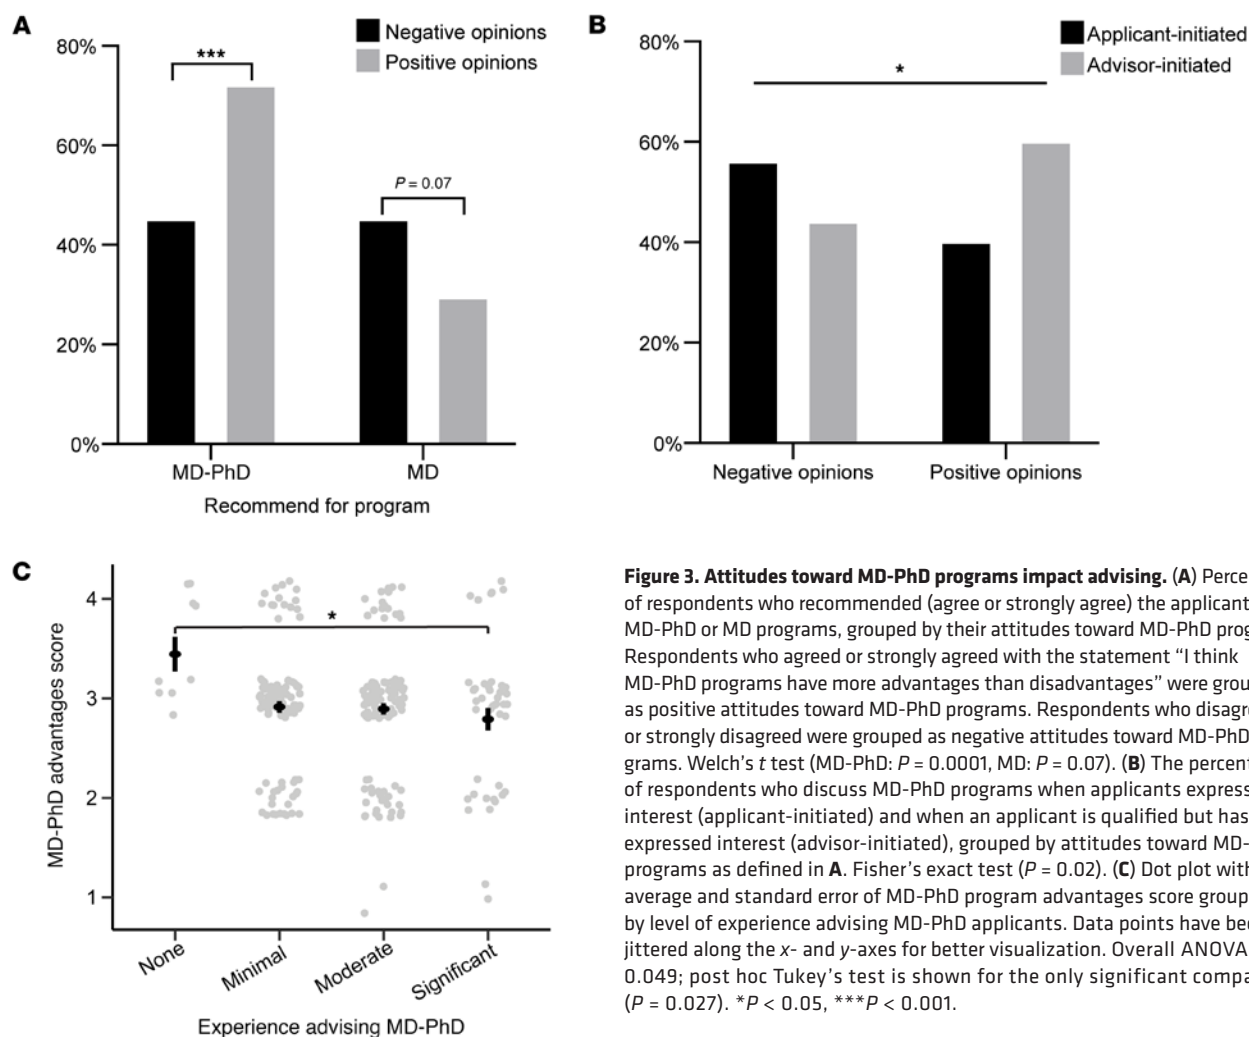 A
Negative opinions
Positive opinions
80%
60%
40%
20%
0%
***
P = 0.07
MD-PhD
MD
Recommend for program
B
Applicant-initiated
Advisor-initiated
80%
60%
40%
20%
0%
*
Negative opinions
Positive opinions
C
MD-PhD advantages score
4
3
2
1
*
None
Minimal
Moderate
Significant
Experience advising MD-PhD
Figure 3. Attitudes toward MD-PhD programs impact advising. (A) Perce
of respondents who recommended (agree or strongly agree) the applicant
MD-PhD or MD programs, grouped by their attitudes toward MD-PhD prog
Respondents who agreed or strongly agreed with the statement “I think
MD-PhD programs have more advantages than disadvantages” were grou
as positive attitudes toward MD-PhD programs. Respondents who disagre
or strongly disagreed were grouped as negative attitudes toward MD-PhD
grams. Welch’s t test (MD-PhD: P = 0.0001, MD: P = 0.07). (B) The percent
of respondents who discuss MD-PhD programs when applicants express
interest (applicant-initiated) and when an applicant is qualified but has
expressed interest (advisor-initiated), grouped by attitudes toward MD-
programs as defined in A. Fisher’s exact test (P = 0.02). (C) Dot plot with
average and standard error of MD-PhD program advantages score group
by level of experience advising MD-PhD applicants. Data points have bee
jittered along the x- and y-axes for better visualization. Overall ANOVA
0.049; post hoc Tukey’s test is shown for the only significant compa
(P = 0.027). *P < 0.05, ***P < 0.001.